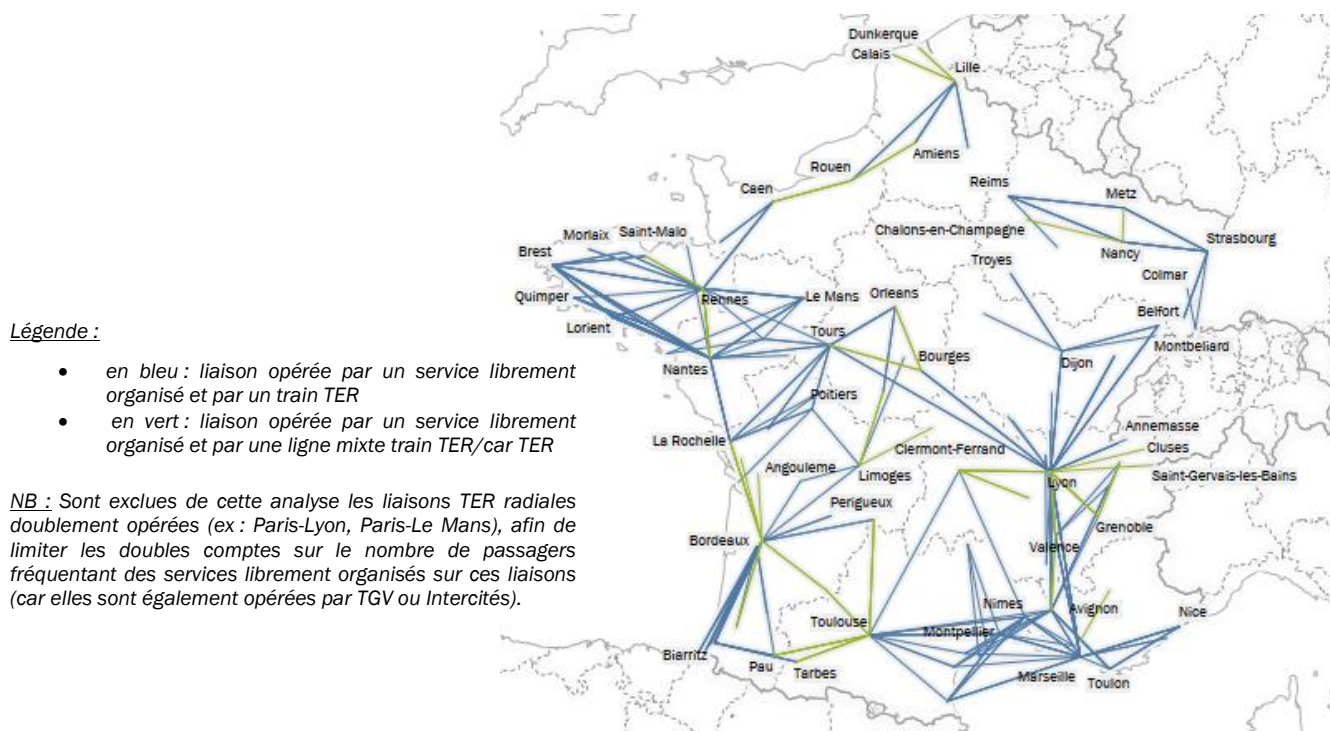 Légende :
• en bleu : liaison opérée par un service librement
organisé et par un train TER
• en vert : liaison opérée par un service librement
organisé et par une ligne mixte train TER/car TER
NB : Sont exclues de cette analyse les liaisons TER radiales
doublement opérées (ex : Paris-Lyon, Paris-Le Mans), afin de
limiter les doubles comptes sur le nombre de passagers
fréquentant des services librement organisés sur ces liaisons
(car elles sont également opérées par TGV ou Intercités).
Dunkerque
Calais
Lille
Amiens
Rouen
Caen
Reims
Metz
Chalons-en-Champagne
Nancy
Strasbourg
Morlaix
Saint-Malo
Brest
Troyes
Colmar
Quimper
Rennes
Le Mans
Orleans
Lorient
Tours
Belfort
Nantes
Bourges
Dijon
Montbeliard
Poitiers
La Rochelle
Clermont-Ferrand
Annemasse
Cluses
Angouleme
Limoges
Lyon
Saint-Gervais-les-Bains
Perigueux
Grenoble
Bordeaux
Valence
Nimes
Avignon
Nice
Toulouse
Montpellier
Biarritz
Pau
Tarbes
Marseille
Toulon